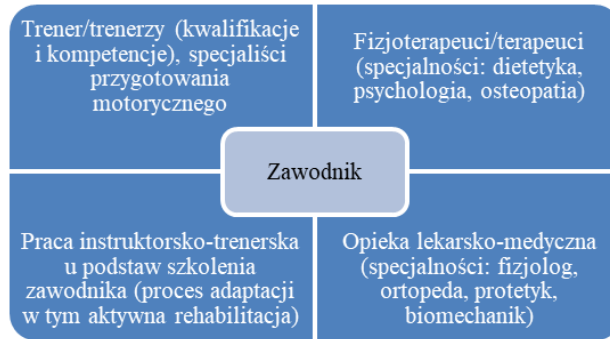 Trener/trenerzy (kwalifikacje
i kompetencje), specjaliści
przygotowania
motorycznego
Fizjoterapeuci/terapeuci
(specjalności: dietetyka,
psychologia, osteopatia)
Zawodnik
Praca instruktorsko-trenerska
u podstaw szkolenia
zawodnika (proces adaptacji
w tym aktywna rehabilitacja)
Opieka lekarsko-medyczna
(specjalności: fizjolog,
ortopeda, protetyk,
biomechanik)